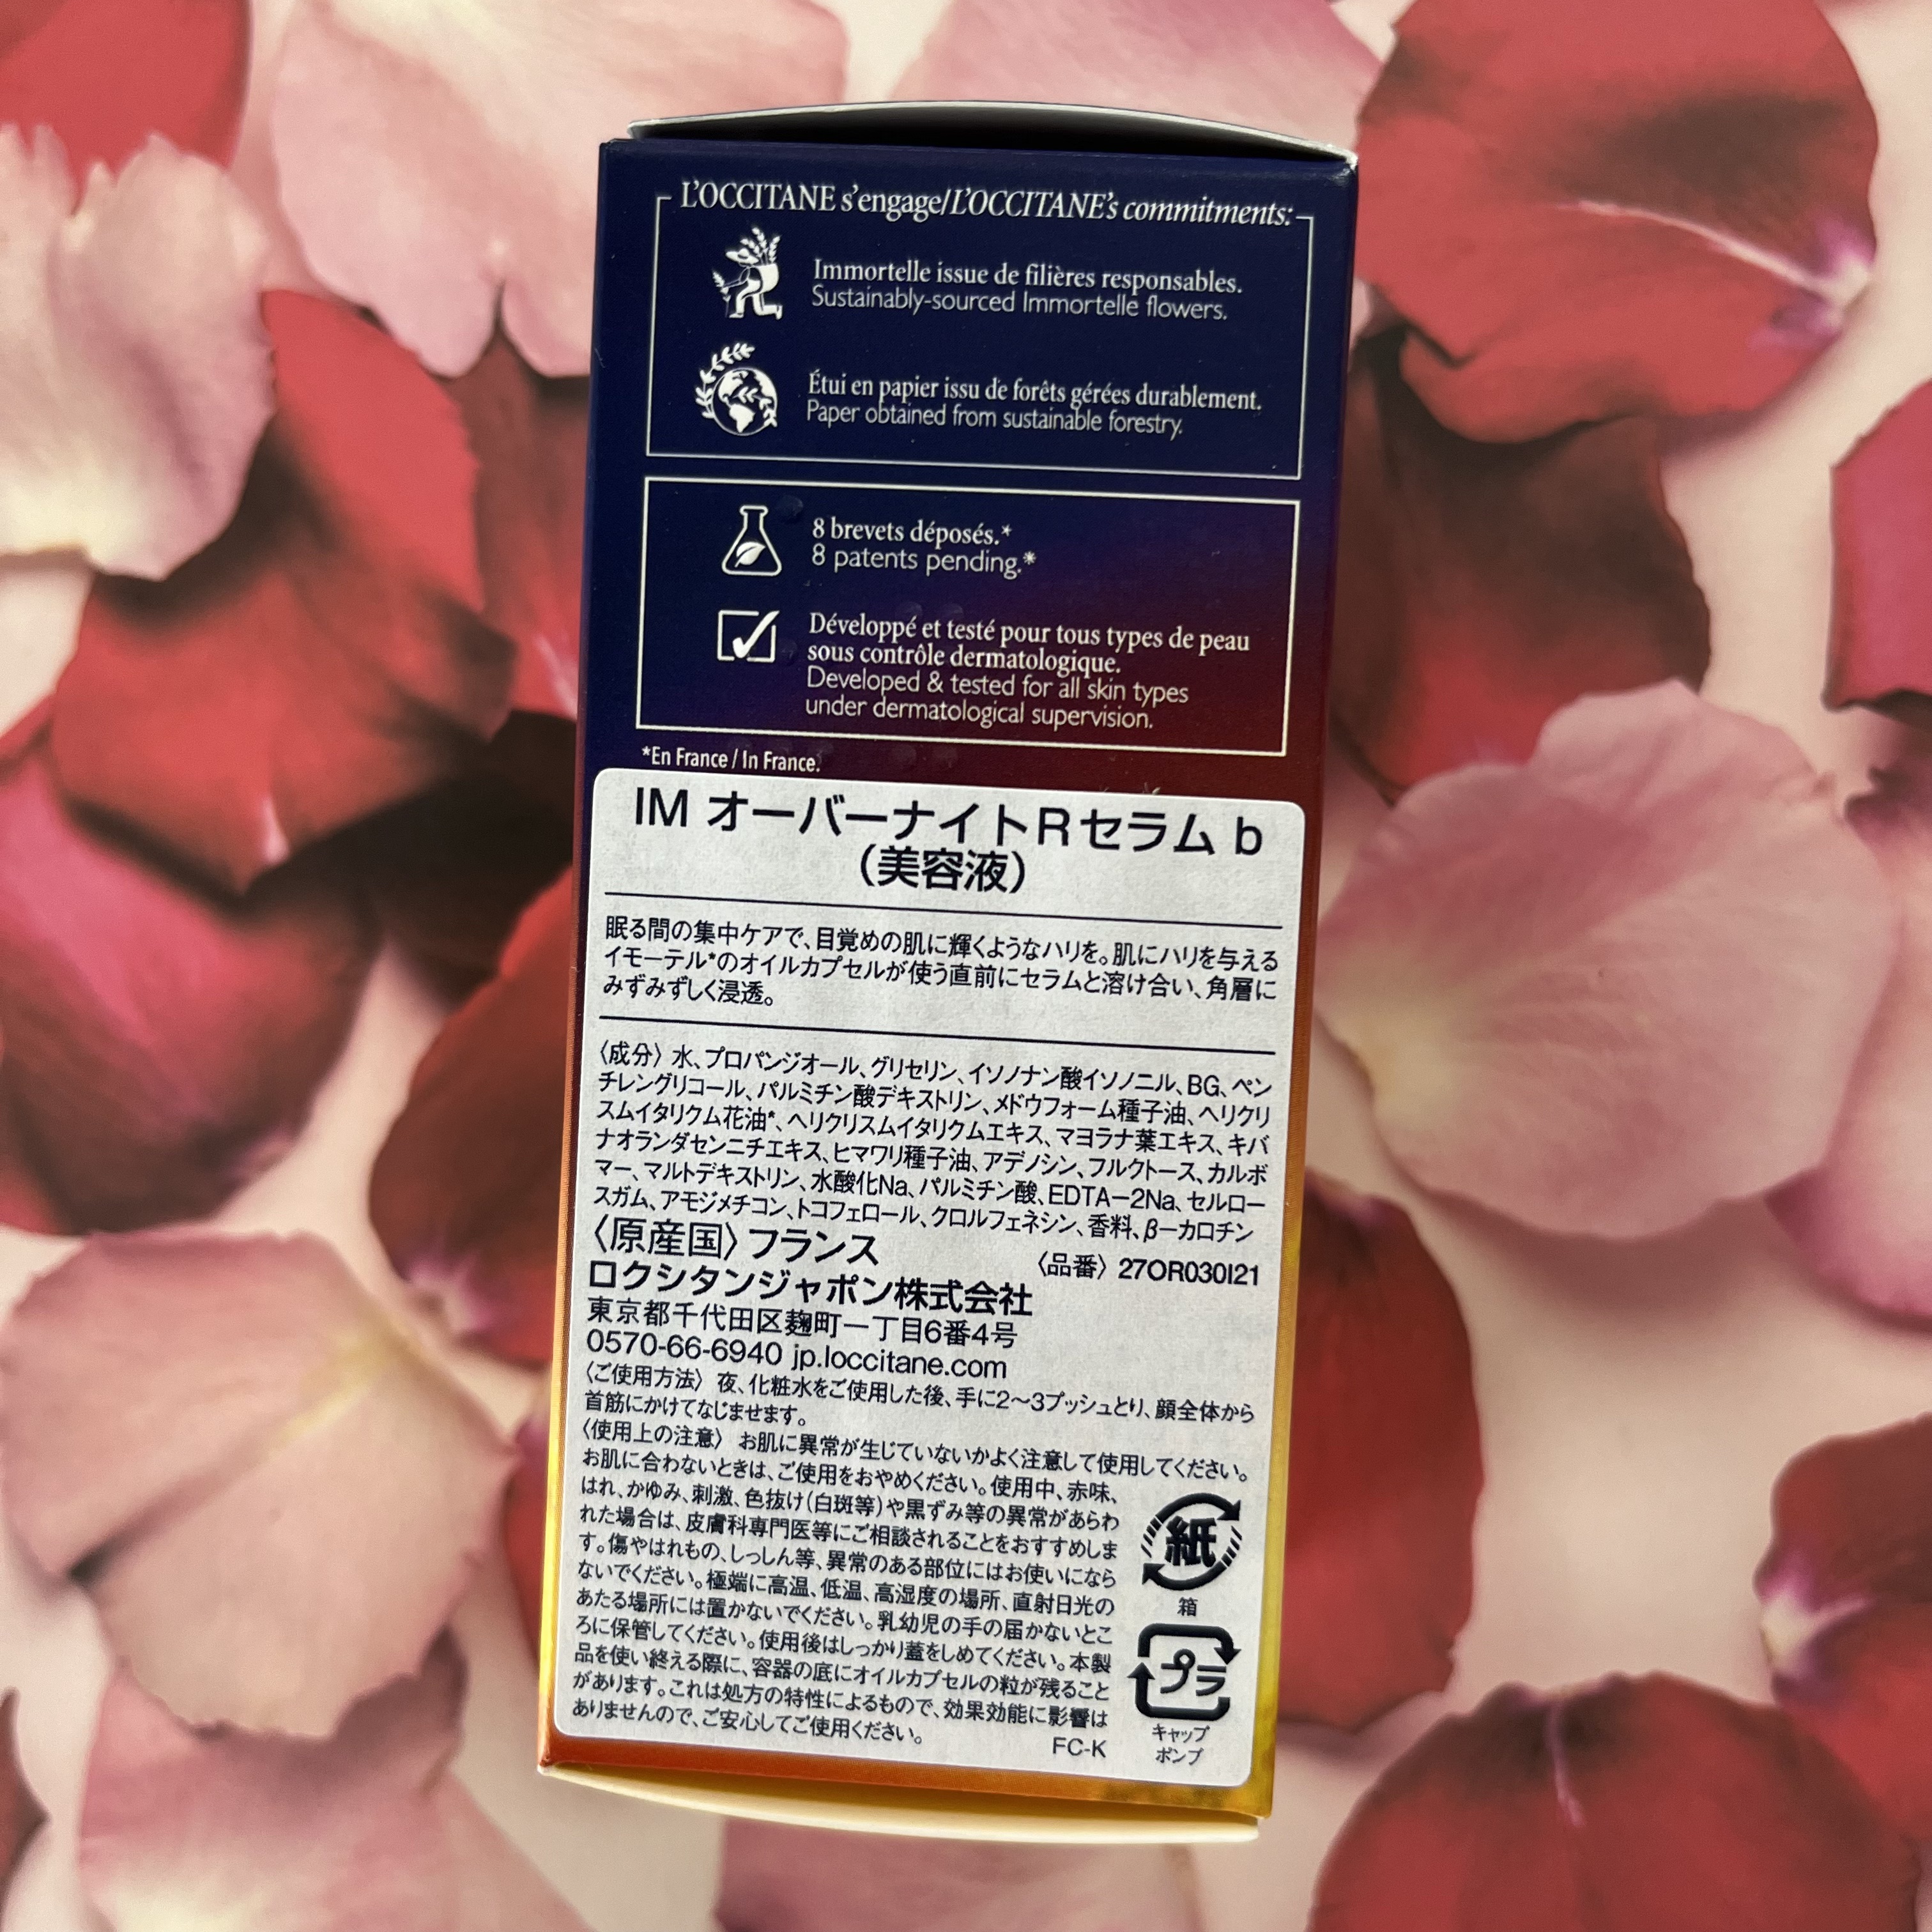 L'OCCITANE s'engage/L'OCCITANE's commitments:
Immortelle issue de filières responsables.
Sustainably-sourced Immortelle flowers.
Étui en papier issu de forêts gérées durablement.
Paper obtained from sustainable forestry.
8 brevets déposés.*
8 patents pending.*
Développé et testé pour tous types de peau
sous contrôle dermatologique.
Developed & tested for all skin types
under dermatological supervision.
*En France / In France.
IM オーバーナイトRセラム b
（美容液）
眠る間の集中ケアで、目覚めの肌に輝くようなハリを。肌にハリを与える
イモーテル*のオイルカプセルが使う直前にセラムと溶け合い、角層に
みずみずしく浸透。
〈成分〉水、プロパンジオール、グリセリン、イソノナン酸イソノニル、BG、ペン
チレングリコール、パルミチン酸デキストリン、メドウフォーム種子油、ヘリクリ
スムイタリクム花油*、ヘリクリスムイタリクムエキス、マヨラナ葉エキス、キバ
ナオランダセンニチエキス、ヒマワリ種子油、アデノシン、フルクトース、カルボ
マー、マルトデキストリン、水酸化Na、パルミチン酸、EDTA－2Na、セルロー
スガム、アモジメチコン、トコフェロール、クロルフェネシン、香料、β－カロチン
〈原産国〉フランス
〈品番〉27OR030I21
ロクシタンジャポン株式会社
東京都千代田区麹町一丁目6番4号
0570-66-6940 jp.loccitane.com
〈ご使用方法〉夜、化粧水をご使用した後、手に2〜3プッシュとり、顔全体から
首筋にかけてなじませます。
〈使用上の注意〉お肌に異常が生じていないかよく注意して使用してください。
お肌に合わないときは、ご使用をおやめください。使用中、赤味、
はれ、かゆみ、刺激、色抜け（白斑等）や黒ずみ等の異常があらわ
れた場合は、皮膚科専門医等にご相談されることをおすすめしま
す。傷やはれもの、しっしん等、異常のある部位にはお使いになら
ないでください。極端に高温、低温、高湿度の場所、直射日光の
あたる場所には置かないでください。乳幼児の手の届かないとこ
ろに保管してください。使用後はしっかり蓋をしめてください。本製
品を使い終える際に、容器の底にオイルカプセルの粒が残ること
があります。これは処方の特性によるもので、効果効能に影響は
ありませんので、ご安心してご使用ください。
FC-K
紙
箱
プラ
キャップ
ポンプ